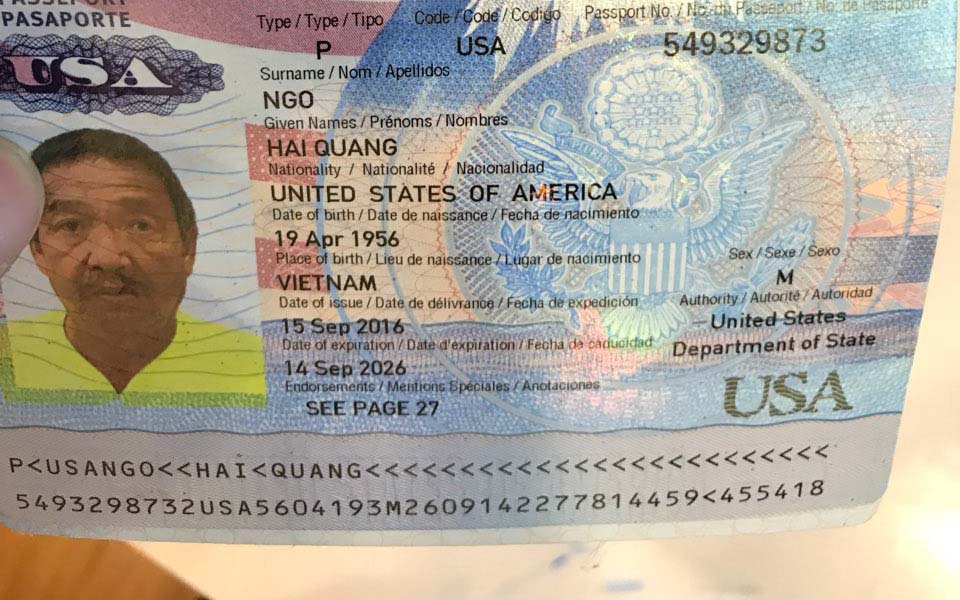 PASSEPORT
PASAPORTE
USA
Type / Type / Tipo Code / Code / Codigo Passport No. / No. du Passeport / No. de Pasaporte
P USA 549329873
Surname / Nom / Apellidos
NGO
Given Names / Prénoms / Nombres
HAI QUANG
Nationality / Nationalité / Nacionalidad
UNITED STATES OF AMERICA
Date of birth / Date de naissance / Fecha de nacimiento
19 Apr 1956
Place of birth / Lieu de naissance / Lugar de nacimiento
VIETNAM
Sex / Sexe / Sexo
M
Date of issue / Date de délivrance / Fecha de expedición
15 Sep 2016
Authority / Autorité / Autoridad
United States
Department of State
Date of expiration / Date d'expiration / Fecha de caducidad
14 Sep 2026
Endorsements / Mentions Spéciales / Anotaciones
SEE PAGE 27
USA
P<USANGO<<HAI<QUANG<<<<<<<<<<<<<<<<<<<<<<<<<
5493298732USA5604193M2609142277814459<455418